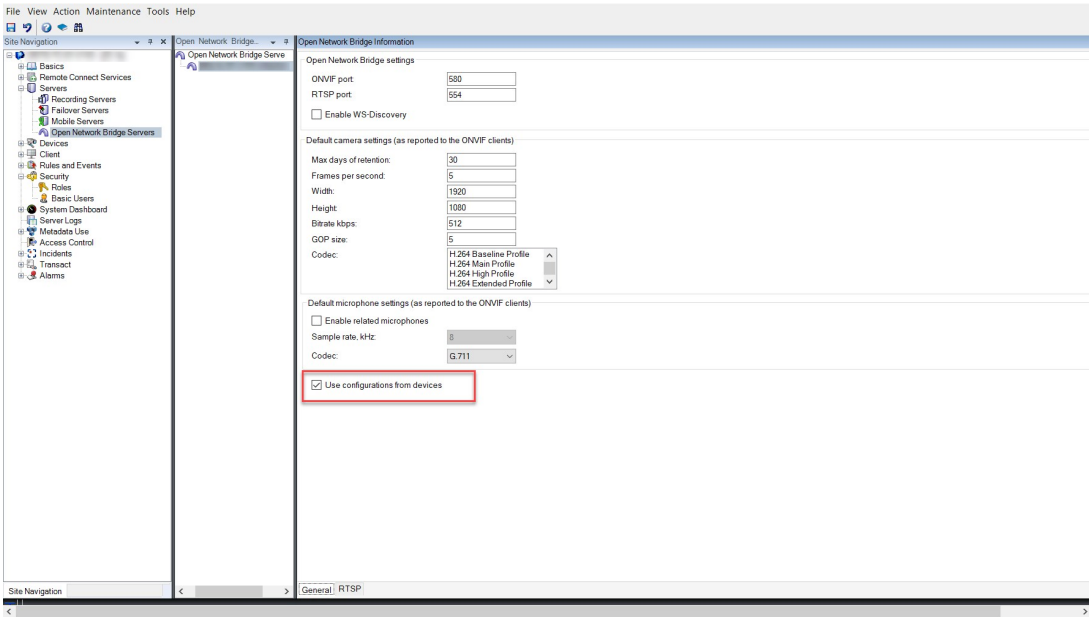 File View Action Maintenance Tools Help
Site Navigation
Basics
Remote Connect Services
Servers
Recording Servers
Failover Servers
Mobile Servers
Open Network Bridge Servers
Devices
Client
Rules and Events
Security
Roles
Basic Users
System Dashboard
Server Logs
Metadata Use
Access Control
Incidents
Transact
Alarms
Site Navigation
Open Network Bridge...
Open Network Bridge Serve
Open Network Bridge Information
Open Network Bridge settings
ONVIF port: 580
RTSP port: 554
Enable WS-Discovery
Default camera settings (as reported to the ONVIF clients)
Max days of retention: 30
Frames per second: 5
Width: 1920
Height: 1080
Bitrate kbps: 512
GOP size: 5
Codec: H.264 Baseline Profile
H.264 Main Profile
H.264 High Profile
H.264 Extended Profile
Default microphone settings (as reported to the ONVIF clients)
Enable related microphones
Sample rate, kHz: 8
Codec: G.711
Use configurations from devices
General RTSP